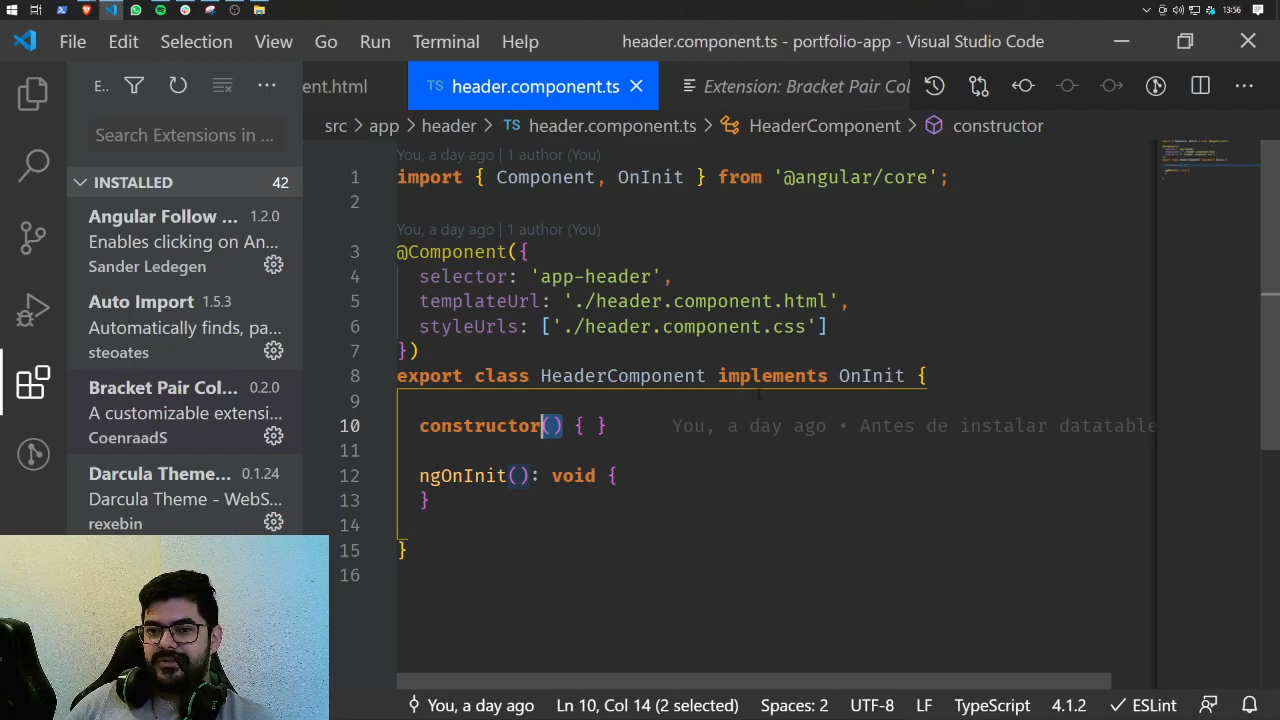 13:56
File Edit Selection View Go Run Terminal Help header.component.ts - portfolio-app - Visual Studio Code
E.. ent.html TS header.component.ts Extension: Bracket Pair Col
src > app > header > TS header.component.ts > HeaderComponent > constructor
Search Extensions in ...
INSTALLED 42
Angular Follow ... 1.2.0
Enables clicking on An...
Sander Ledegen
Auto Import 1.5.3
Automatically finds, pa...
steoates
Bracket Pair Col... 0.2.0
A customizable extensi...
CoenraadS
Darcula Theme... 0.1.24
Darcula Theme - WebS...
rexebin
You, a day ago | 1 author (You)
1 import { Component, OnInit } from '@angular/core';
2
You, a day ago | 1 author (You)
3 @Component({
4 selector: 'app-header',
5 templateUrl: './header.component.html',
6 styleUrls: ['./header.component.css']
7 })
8 export class HeaderComponent implements OnInit {
9
10 constructor() { } You, a day ago • Antes de instalar datatable
11
12 ngOnInit(): void {
13 }
14
15 }
16
You, a day ago Ln 10, Col 14 (2 selected) Spaces: 2 UTF-8 LF TypeScript 4.1.2 ESLint